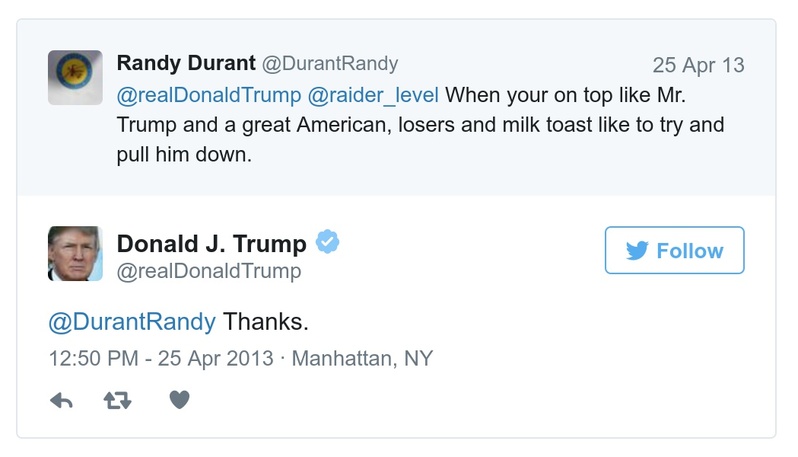 Randy Durant @DurantRandy 25 Apr 13
@realDonaldTrump @raider_level When your on top like Mr.
Trump and a great American, losers and milk toast like to try and
pull him down.
Donald J. Trump
@realDonaldTrump
Follow
@DurantRandy Thanks.
12:50 PM - 25 Apr 2013 · Manhattan, NY